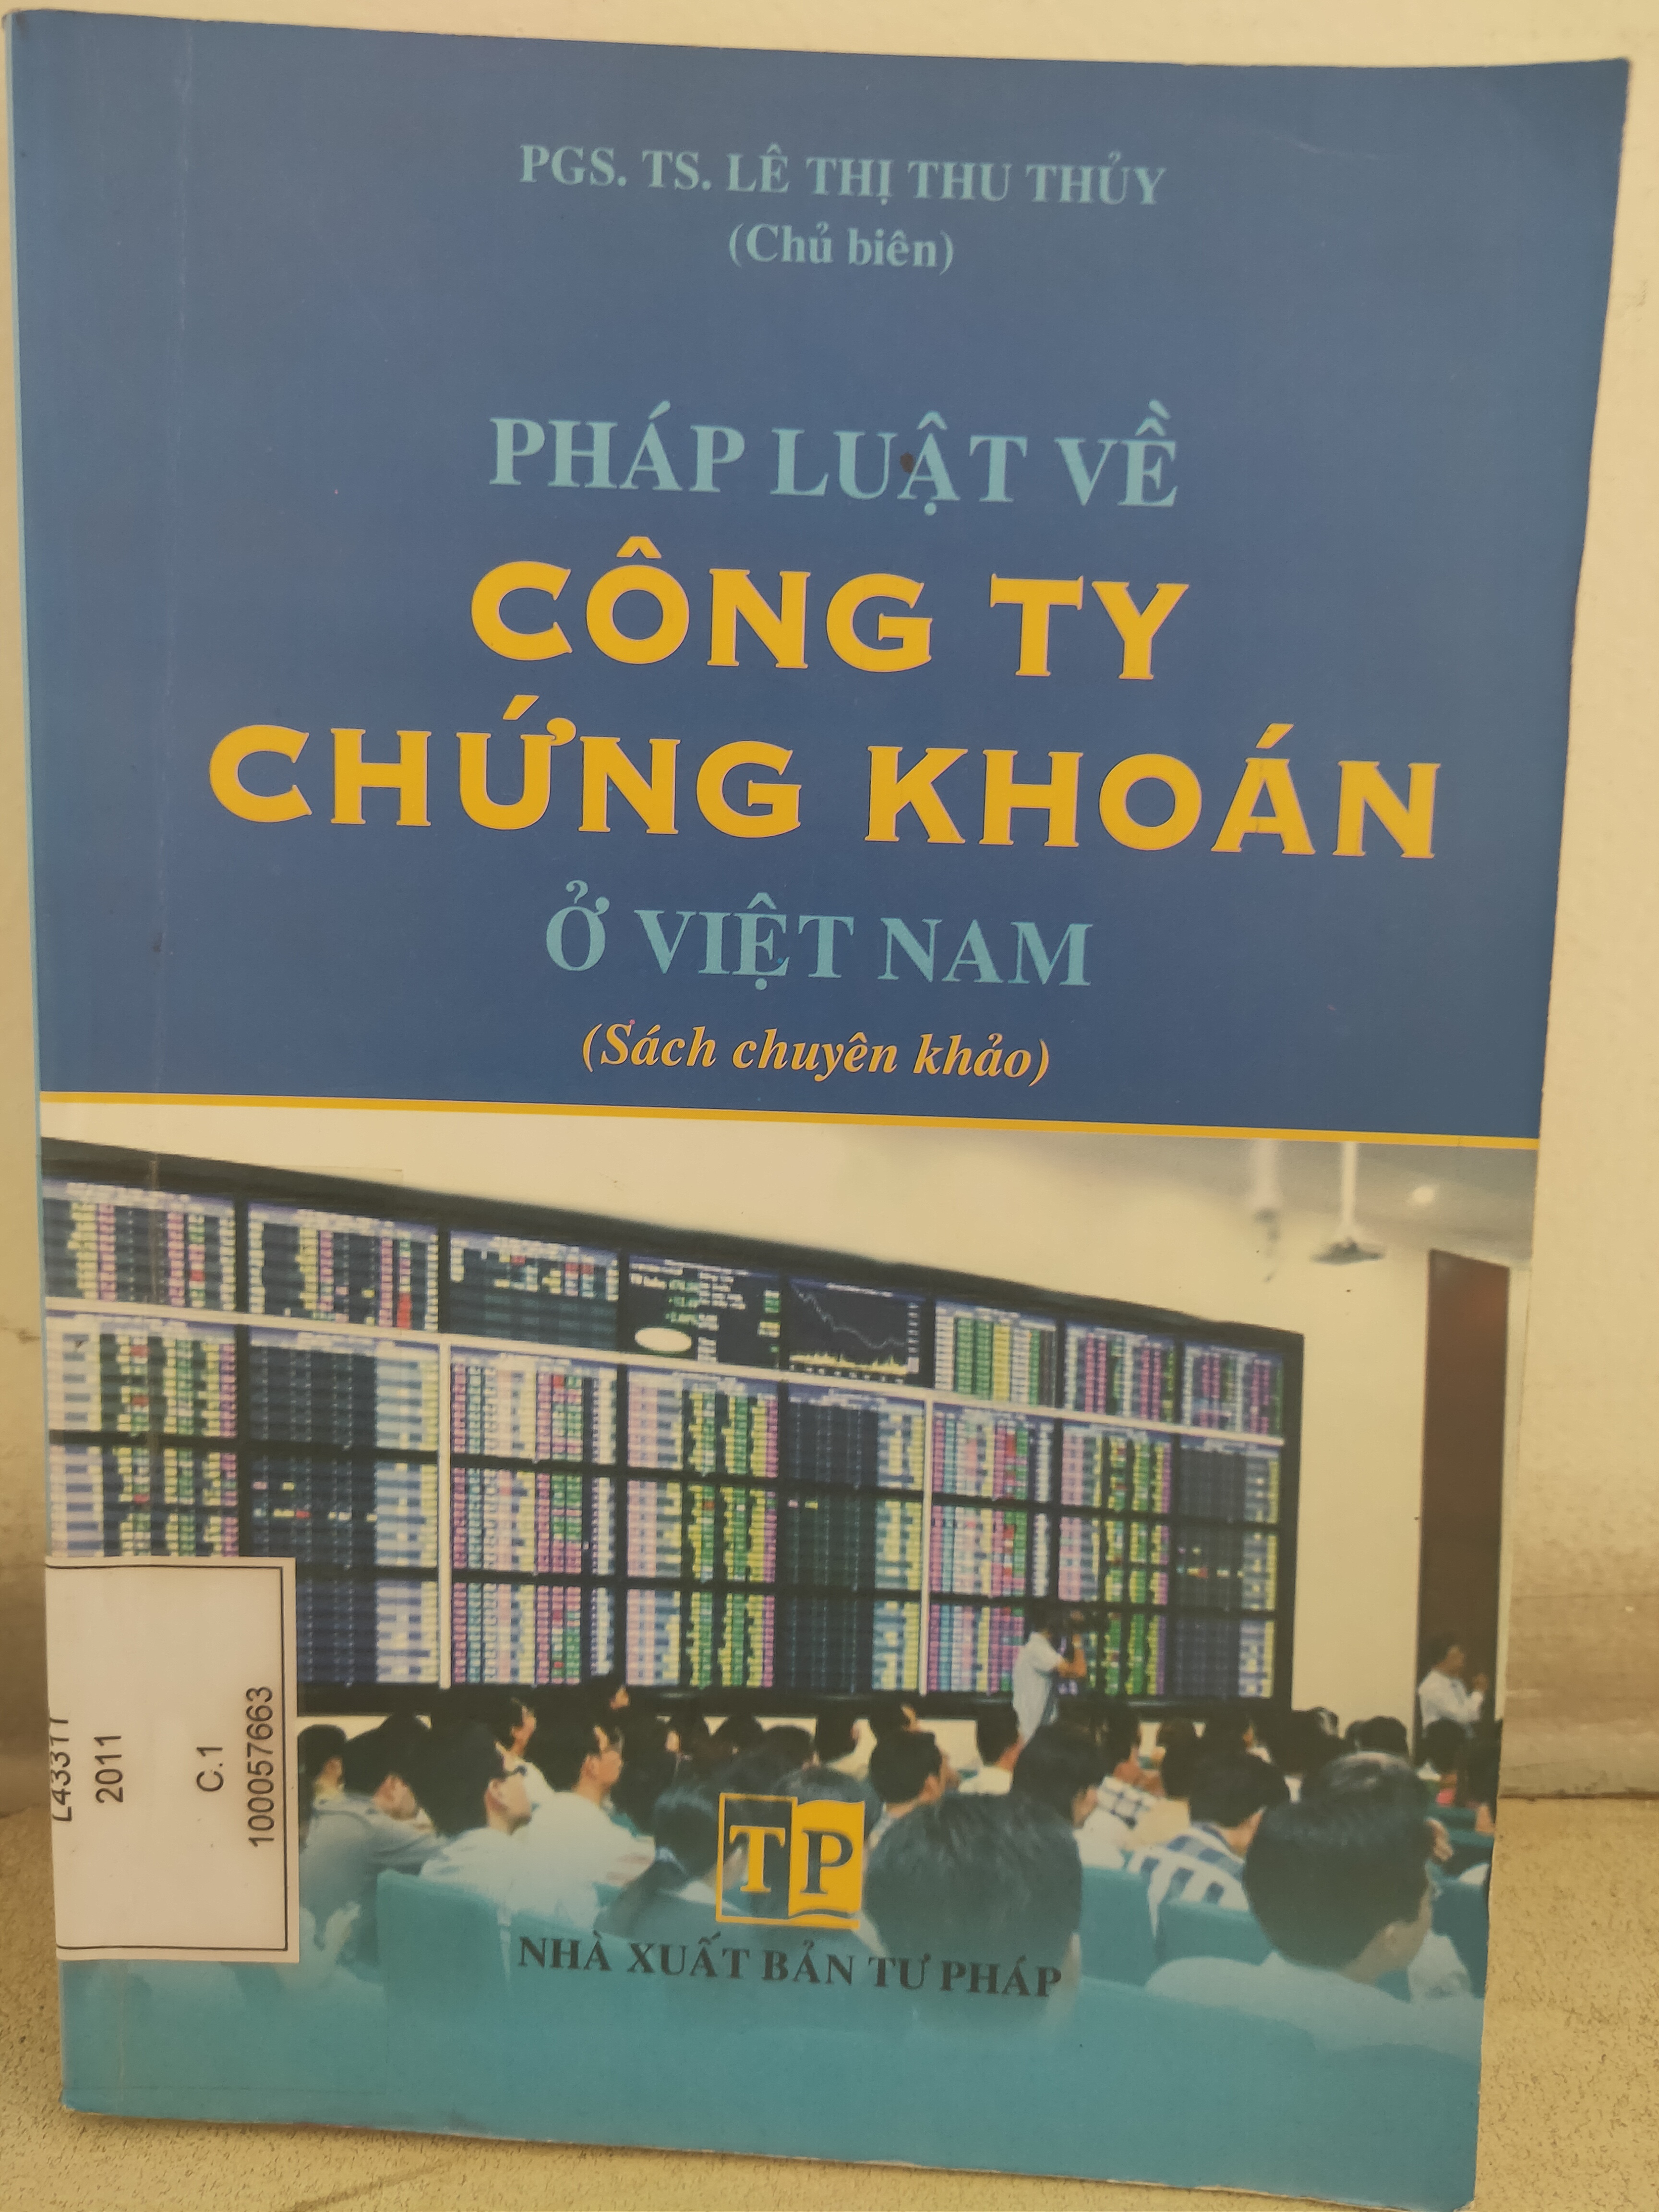 PGS. TS. LÊ THỊ THU THỦY
(Chủ biên)
PHÁP LUẬT VỀ
CÔNG TY
CHỨNG KHOÁN
Ở VIỆT NAM
(Sách chuyên khảo)
2011
C.1
100057663
TP
NHÀ XUẤT BẢN TƯ PHÁP